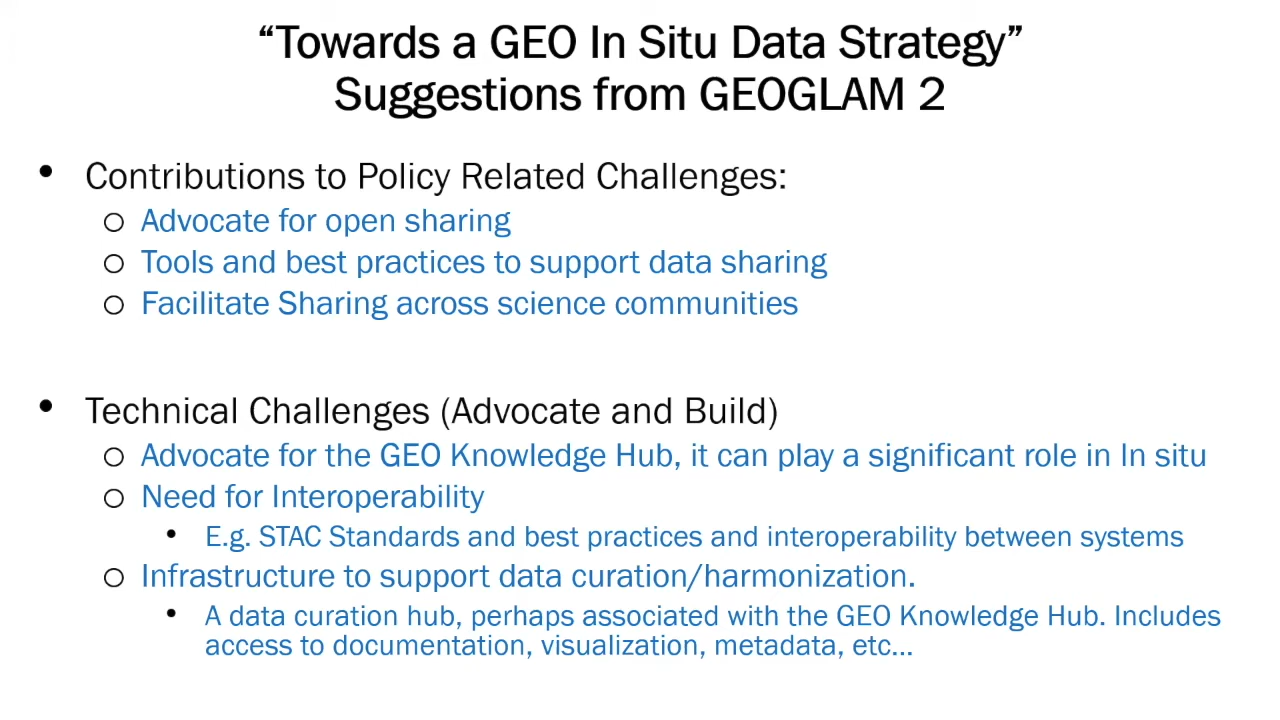 “Towards a GEO In Situ Data Strategy”
Suggestions from GEOGLAM 2
• Contributions to Policy Related Challenges:
o Advocate for open sharing
o Tools and best practices to support data sharing
o Facilitate Sharing across science communities
• Technical Challenges (Advocate and Build)
o Advocate for the GEO Knowledge Hub, it can play a significant role in In situ
o Need for Interoperability
• E.g. STAC Standards and best practices and interoperability between systems
o Infrastructure to support data curation/harmonization.
• A data curation hub, perhaps associated with the GEO Knowledge Hub. Includes
access to documentation, visualization, metadata, etc...